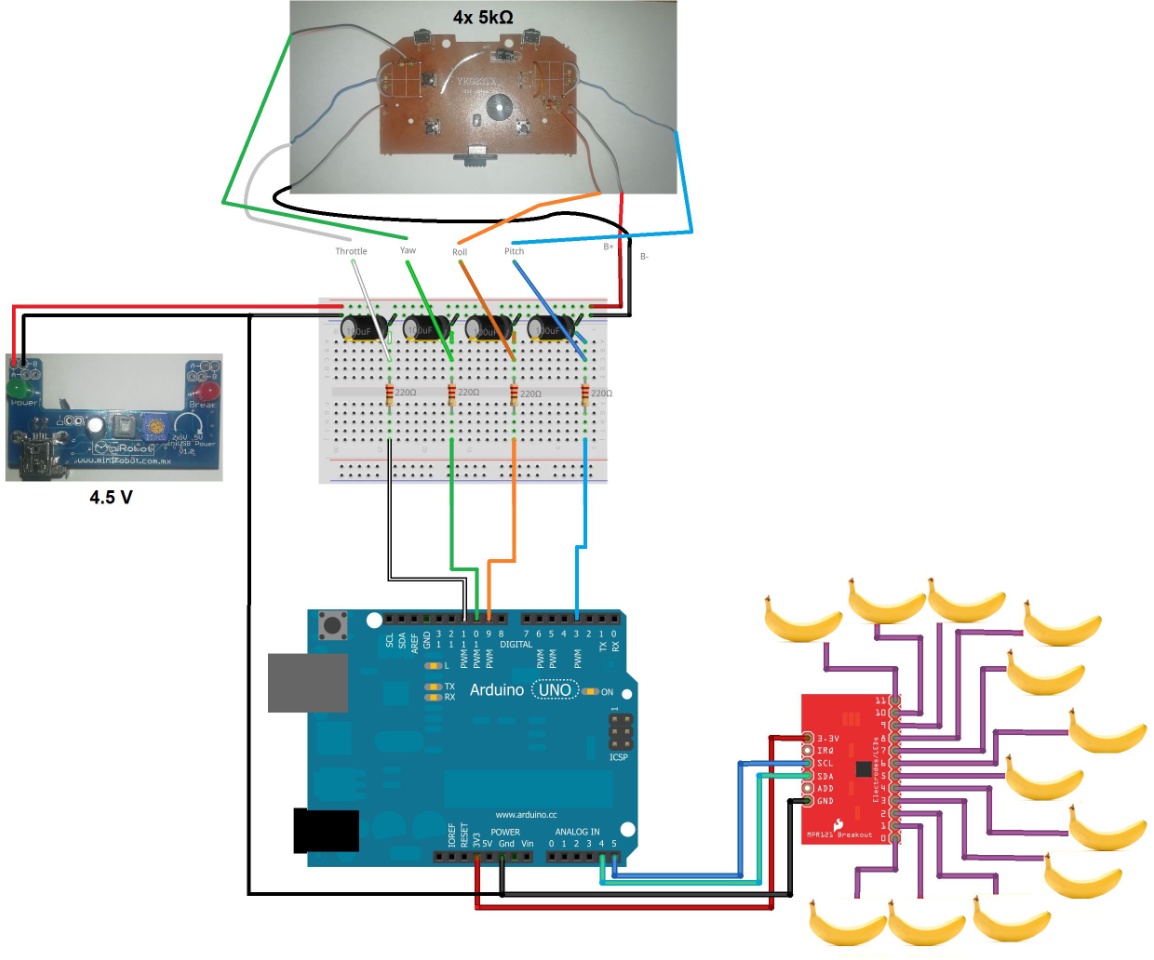 4x 5kΩ
Throttle
Yaw
Roll
Pitch
B+
B-
100uF
100uF
100uF
100uF
220Ω
220Ω
220Ω
220Ω
Power
Break
MiniRobot
www.minirobot.com.mx
V1.2
4.5 V
SCL
SDA
AREF
GND
13
12
PWM 11
PWM 10
PWM 9
8
DIGITAL
7
PWM 6
PWM 5
4
PWM 3
2
TX 1
RX 0
L
TX
RX
Arduino UNO
ON
1
ICSP
www.arduino.cc
IOREF
RESET
3V3
5V
POWER
Gnd
Vin
ANALOG IN
0 1 2 3 4 5
3.3V
IRQ
SCL
SDA
ADD
GND
Electrodes/LEDs
11
10
9
8
7
6
5
4
3
2
1
0
MPR121 Breakout